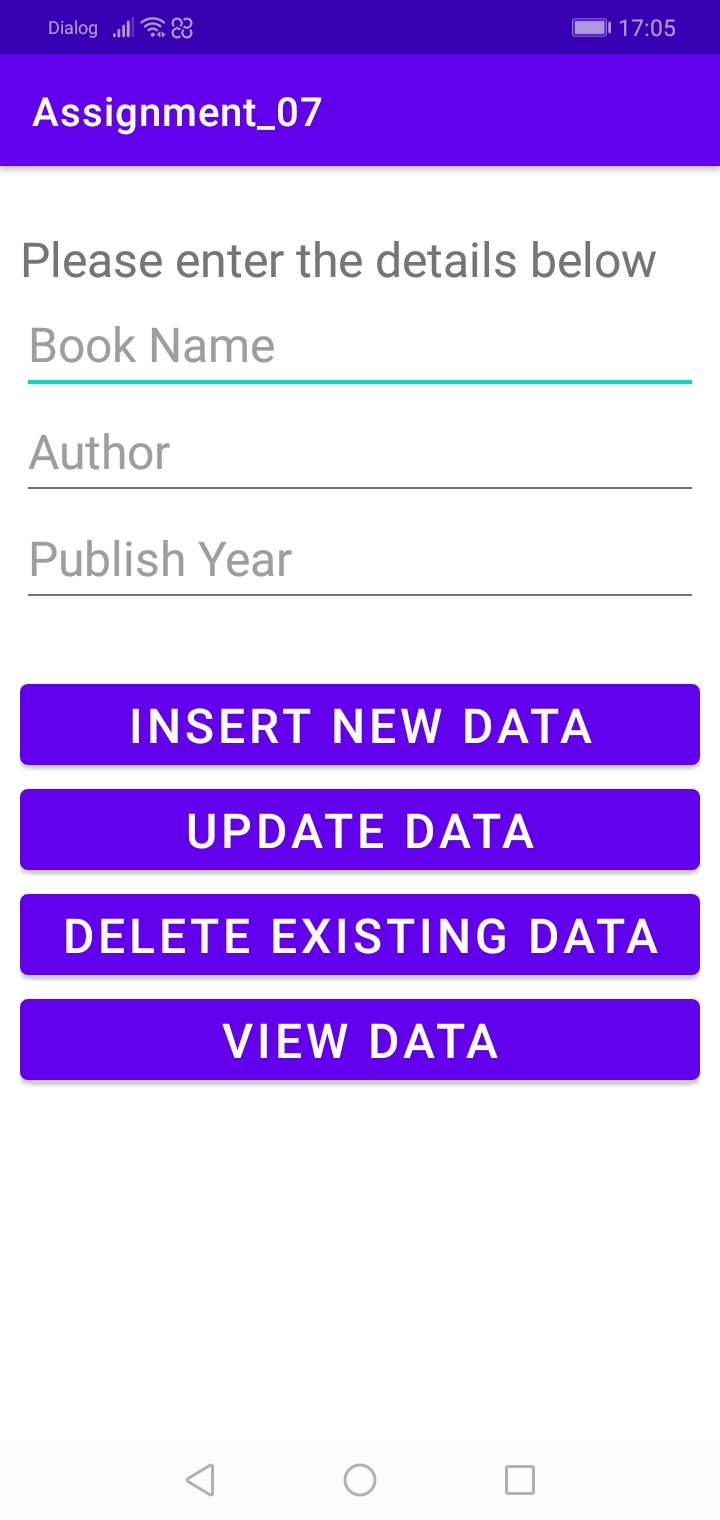 Dialog 17:05
Assignment_07
Please enter the details below
Book Name
Author
Publish Year
INSERT NEW DATA
UPDATE DATA
DELETE EXISTING DATA
VIEW DATA